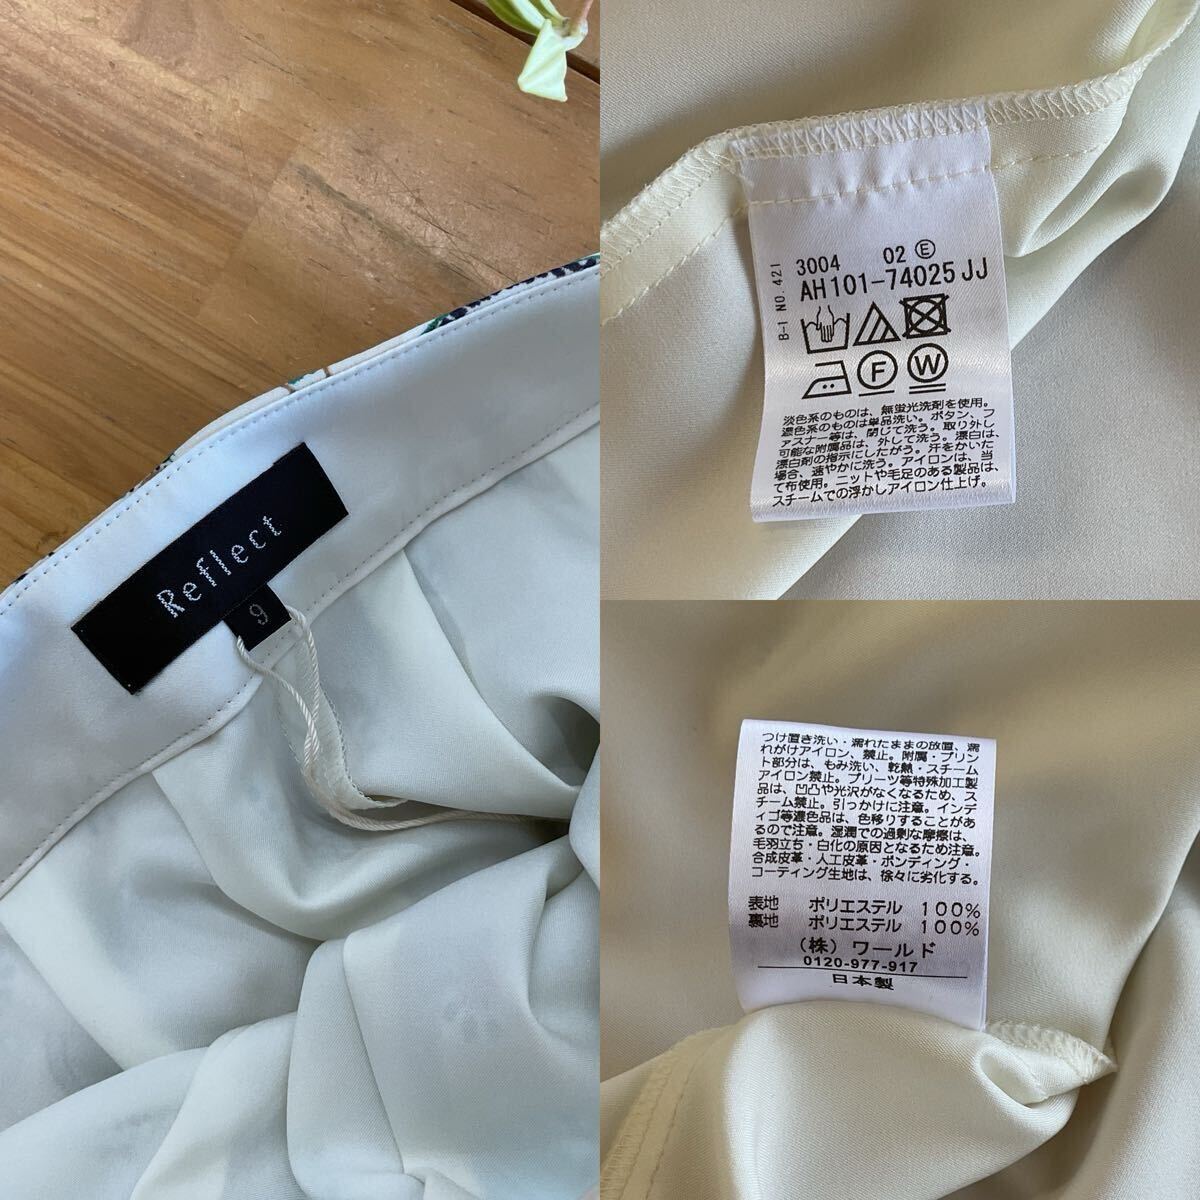 Reflect
9
B-I NO.421
3004 02 Ⓔ
AH101-74025 JJ
F W
淡色系のものは、無蛍光洗剤を使用。
濃色系のものは単品洗い。ボタン、フ
ァスナー等は、閉じて洗う。取り外し
可能な附属品は、外して洗う。漂白は、
漂白剤の指示にしたがう。汗をかいた
場合、速やかに洗う。アイロンは、当
て布使用。ニットや毛足のある製品は、
スチームでの浮かしアイロン仕上げ。
つけ置き洗い・濡れたままの放置、濡
れがけアイロン、禁止。附属・プリン
ト部分は、もみ洗い、乾熱・スチーム
アイロン禁止。プリーツ等特殊加工製
品は、凹凸や光沢がなくなるため、ス
チーム禁止。引っかけに注意。インデ
ィゴ等濃色品は、色移りすることがあ
るので注意。湿潤での過剰な摩擦は、
毛羽立ち・白化の原因となるため注意。
合成皮革・人工皮革・ボンディング・
コーティング生地は、徐々に劣化する。
表地 ポリエステル 100%
裏地 ポリエステル 100%
(株) ワールド
0120-977-917
日本製